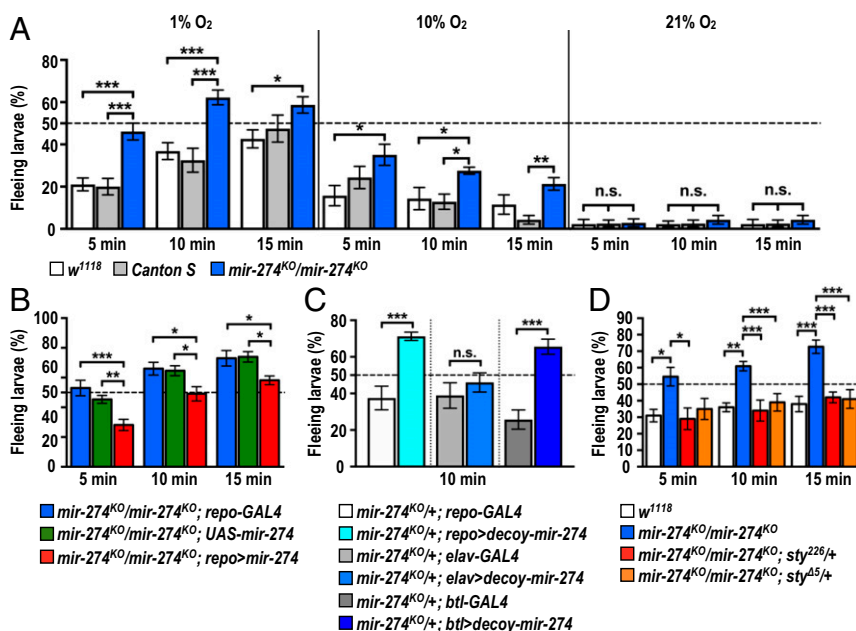 A
1% O₂ 10% O₂ 21% O₂
Fleeing larvae (%)
80
60
50
40
20
0
*** *** *** *** * * * * ** n.s. n.s. n.s.
5 min 10 min 15 min 5 min 10 min 15 min 5 min 10 min 15 min
w¹¹¹⁸ Canton S mir-274ᴷᴼ/mir-274ᴷᴼ
B
Fleeing larvae (%)
100
80
60
50
40
20
0
*** ** * * * *
5 min 10 min 15 min
mir-274ᴷᴼ/mir-274ᴷᴼ; repo-GAL4
mir-274ᴷᴼ/mir-274ᴷᴼ; UAS-mir-274
mir-274ᴷᴼ/mir-274ᴷᴼ; repo>mir-274
C
Fleeing larvae (%)
80
60
50
40
20
0
*** n.s. ***
10 min
mir-274ᴷᴼ/+; repo-GAL4
mir-274ᴷᴼ/+; repo>decoy-mir-274
mir-274ᴷᴼ/+; elav-GAL4
mir-274ᴷᴼ/+; elav>decoy-mir-274
mir-274ᴷᴼ/+; btl-GAL4
mir-274ᴷᴼ/+; btl>decoy-mir-274
D
Fleeing larvae (%)
90
80
70
60
50
40
30
20
10
0
* * ** *** *** *** *** ***
5 min 10 min 15 min
w¹¹¹⁸
mir-274ᴷᴼ/mir-274ᴷᴼ
mir-274ᴷᴼ/mir-274ᴷᴼ; sty²²⁶/+
mir-274ᴷᴼ/mir-274ᴷᴼ; styᐞ⁵/+